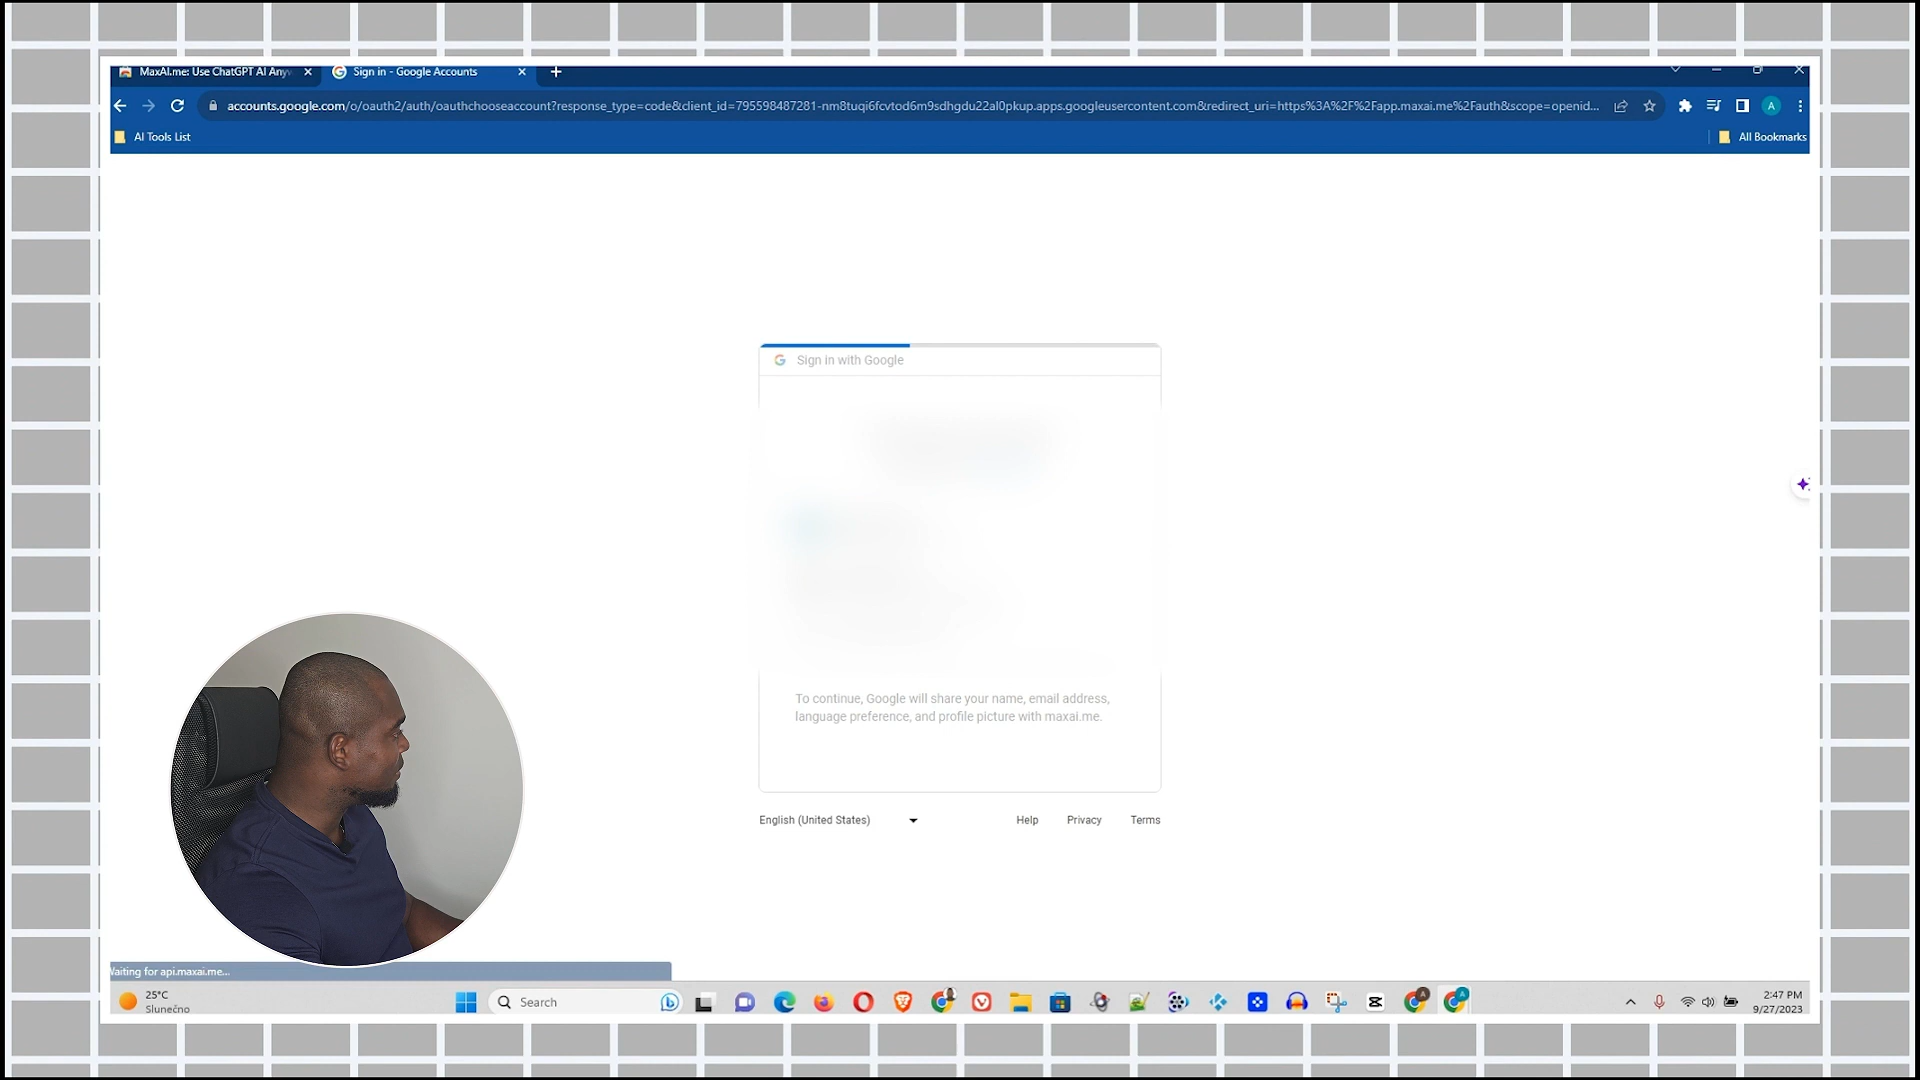 MaxAI.me: Use ChatGPT AI Anyw
Sign in - Google Accounts
accounts.google.com/o/oauth2/auth/oauthchooseaccount?response_type=code&client_id=795598487281-nm8tuqi6fcvtod6m9sdhgdu22al0pkup.apps.googleusercontent.com&redirect_uri=https%3A%2F%2Fapp.maxai.me%2Fauth&scope=openid...
A
AI Tools List
All Bookmarks
Sign in with Google
To continue, Google will share your name, email address,
language preference, and profile picture with maxai.me.
English (United States)
Help
Privacy
Terms
Waiting for api.maxai.me...
25°C
Slunečno
Search
2:47 PM
9/27/2023